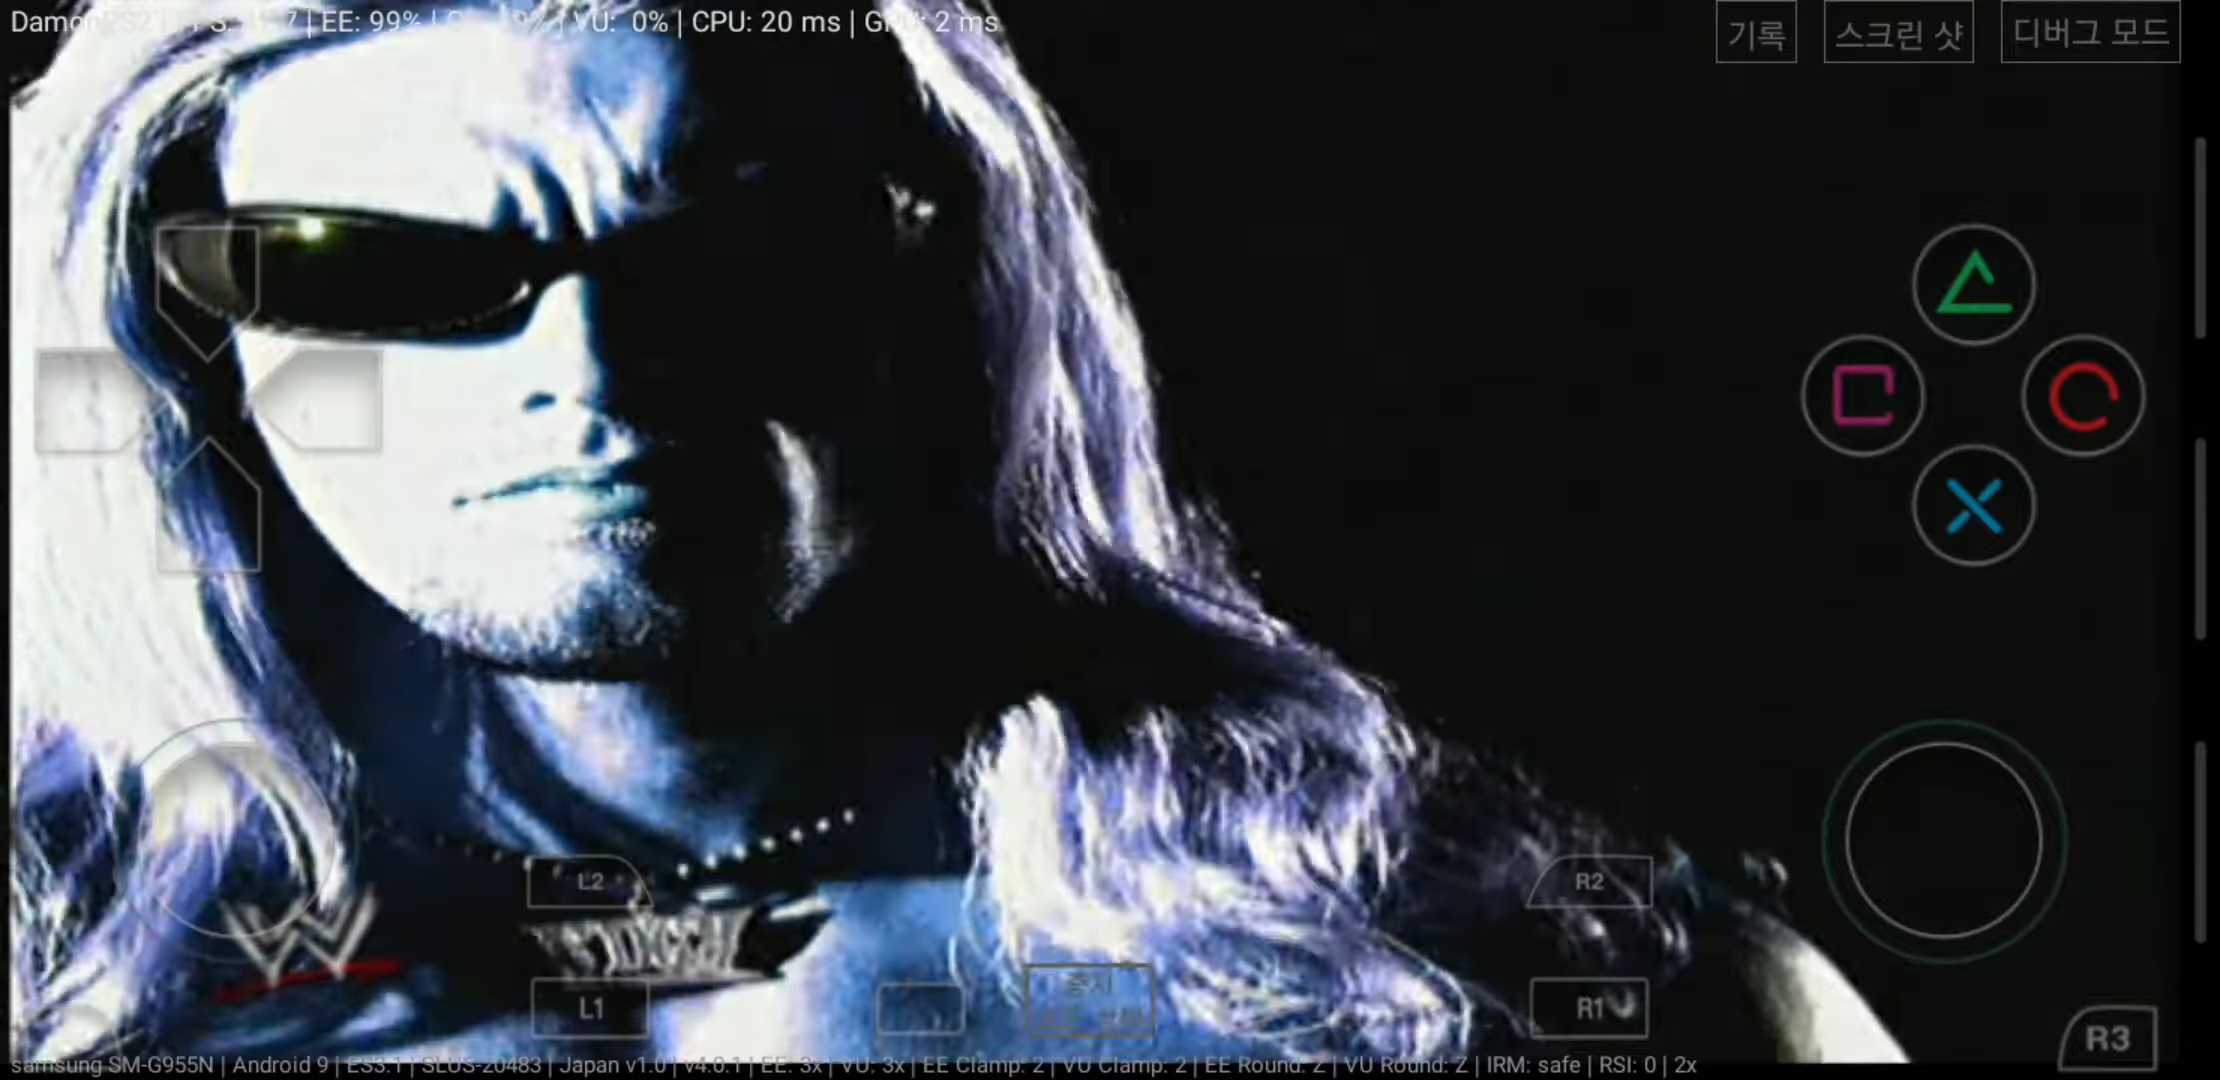 | EE: 99% | VU: 0% | CPU: 20 ms | 2 ms
기록
스크린 샷
디버그 모드
L2
R2
L1
R1
R3
samsung SM-G955N | Android 9 | ES3.1 | SLUS-20483 | Japan v1.0 | v4.0.1 | EE: 3x | VU: 3x | EE Clamp: 2 | VU Clamp: 2 | EE Round: Z | VU Round: Z | IRM: safe | RSI: 0 | 2x